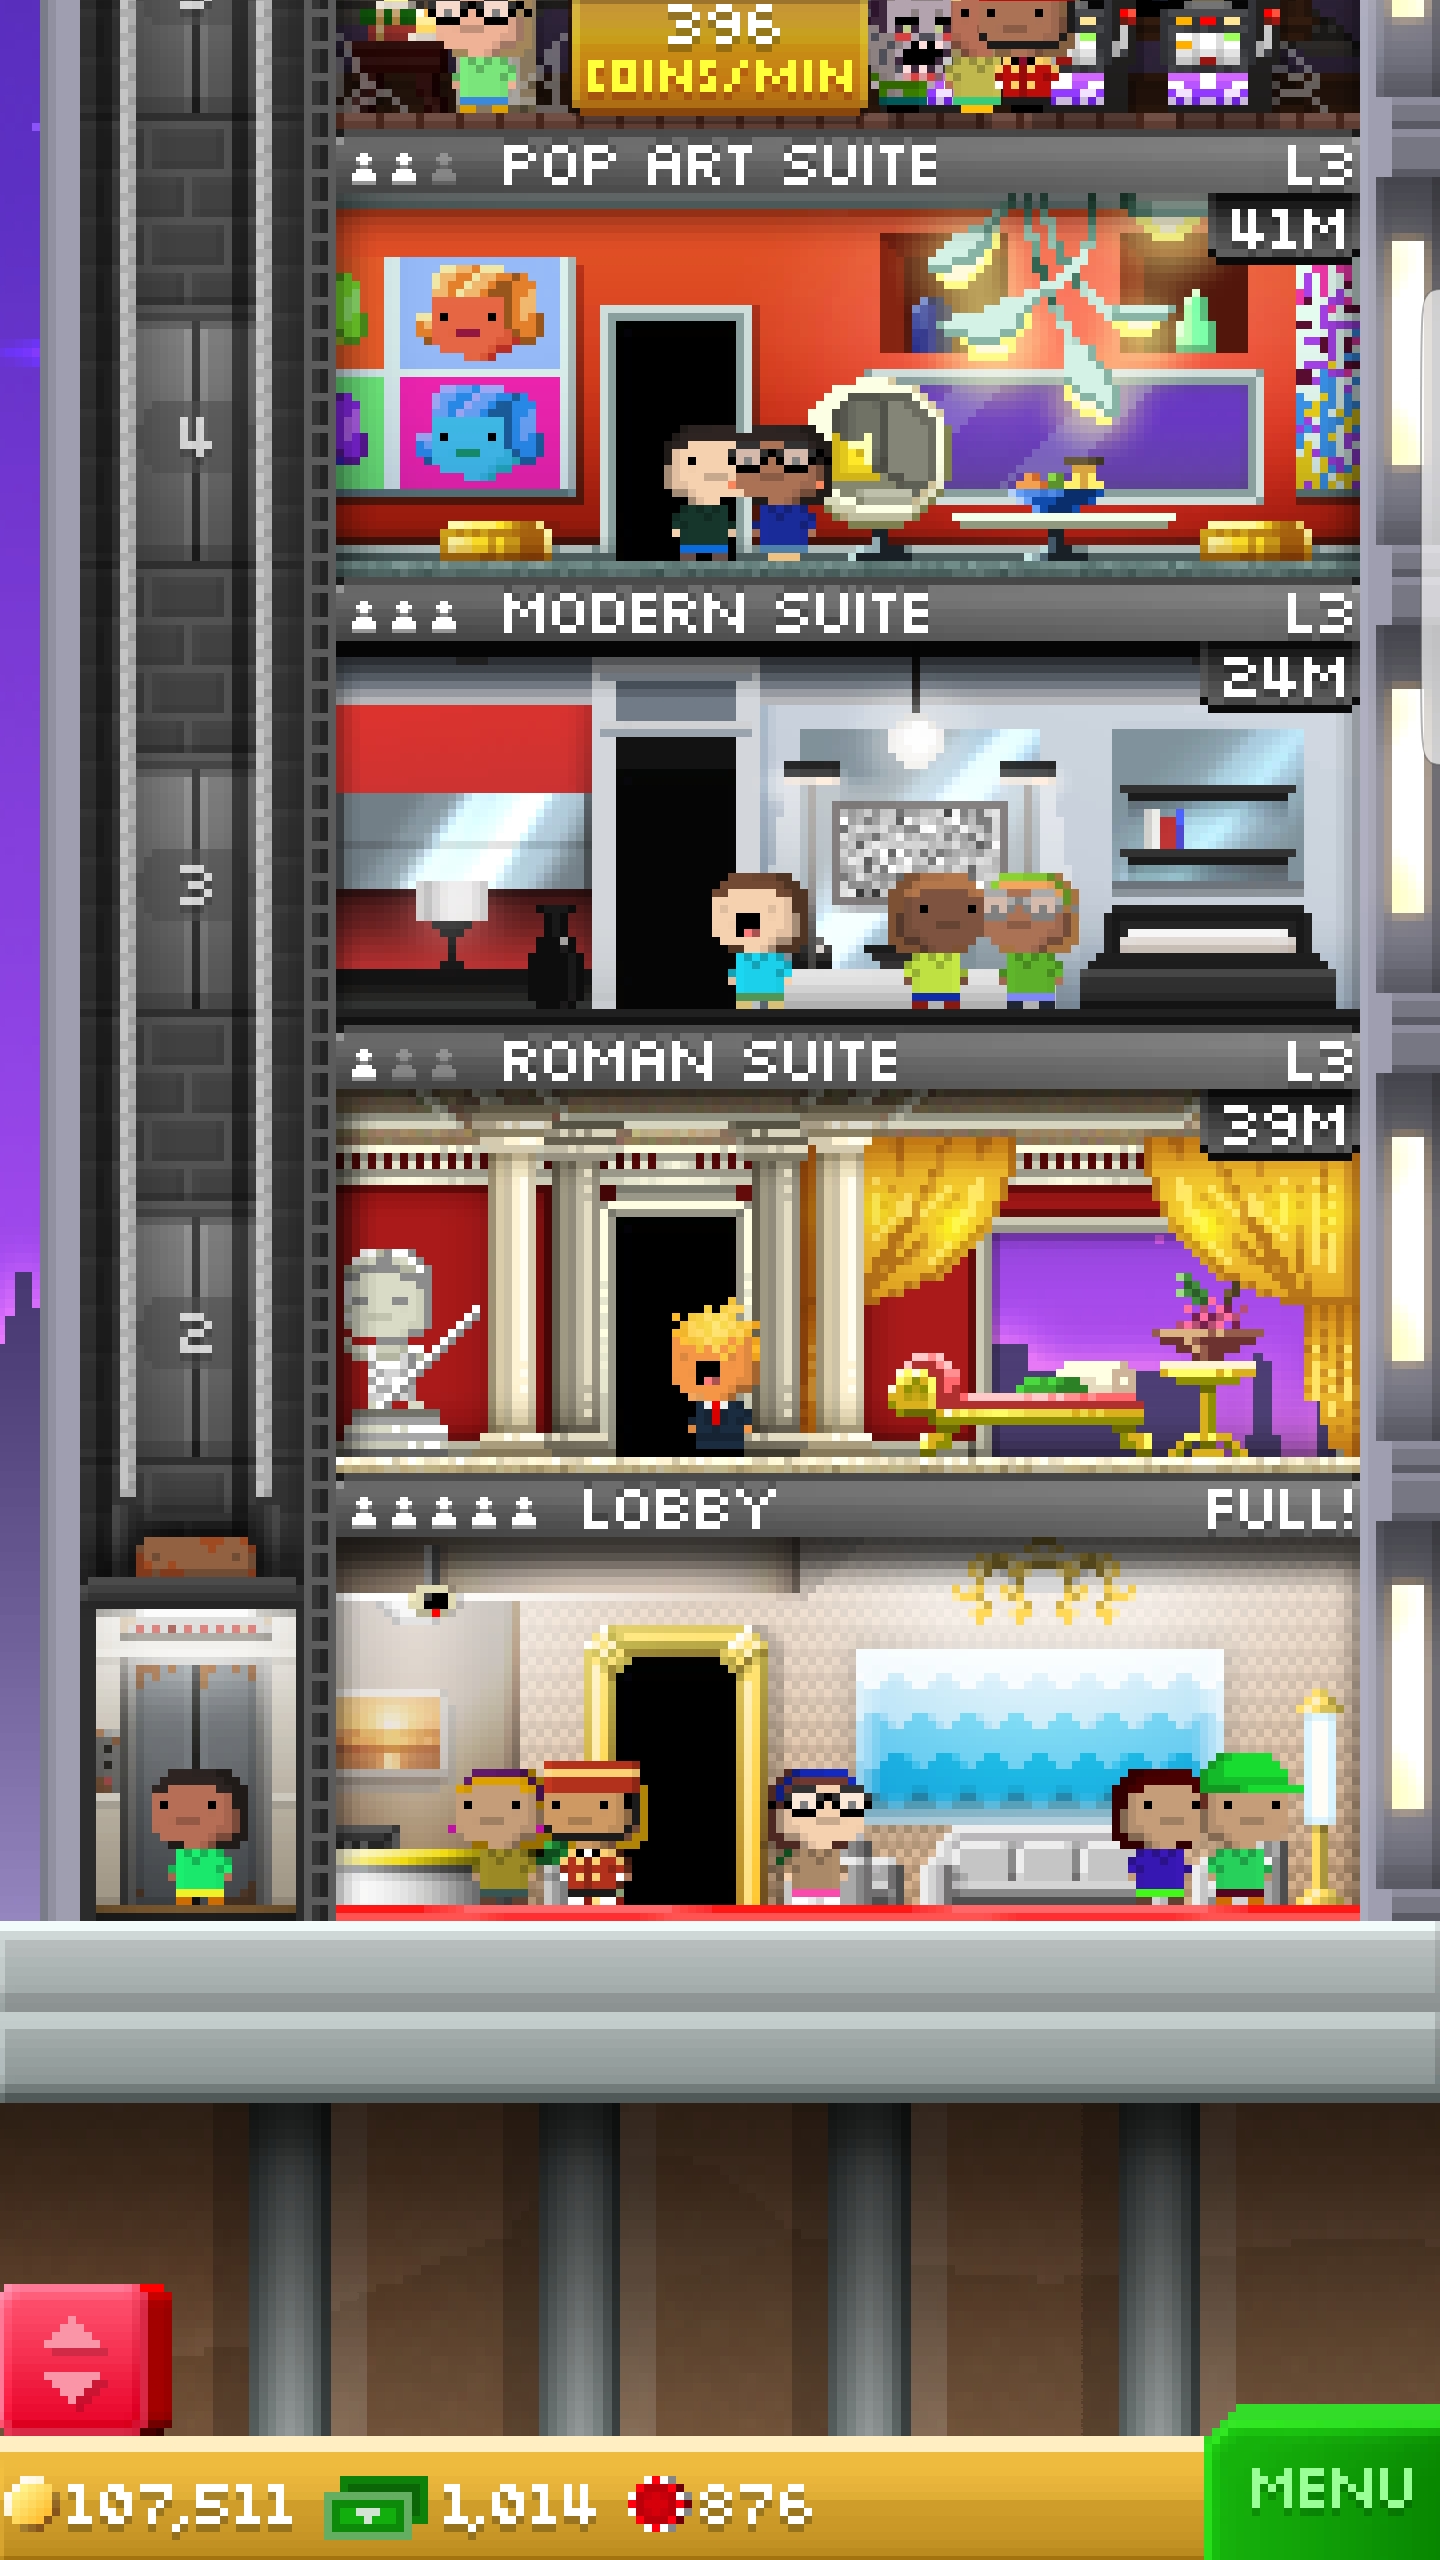 396
COINS/MIN
POP ART SUITE L3
41M
4
MODERN SUITE L3
24M
3
ROMAN SUITE L3
39M
2
LOBBY FULL!
107,511 1,014 876
MENU